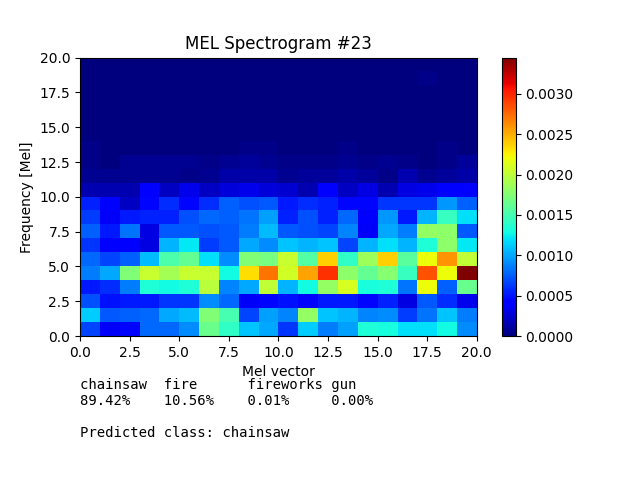 MEL Spectrogram #23
Frequency [Mel]
20.0
17.5
15.0
12.5
10.0
7.5
5.0
2.5
0.0
0.0 2.5 5.0 7.5 10.0 12.5 15.0 17.5 20.0
Mel vector
0.0030
0.0025
0.0020
0.0015
0.0010
0.0005
0.0000
chainsaw fire fireworks gun
89.42% 10.56% 0.01% 0.00%
Predicted class: chainsaw